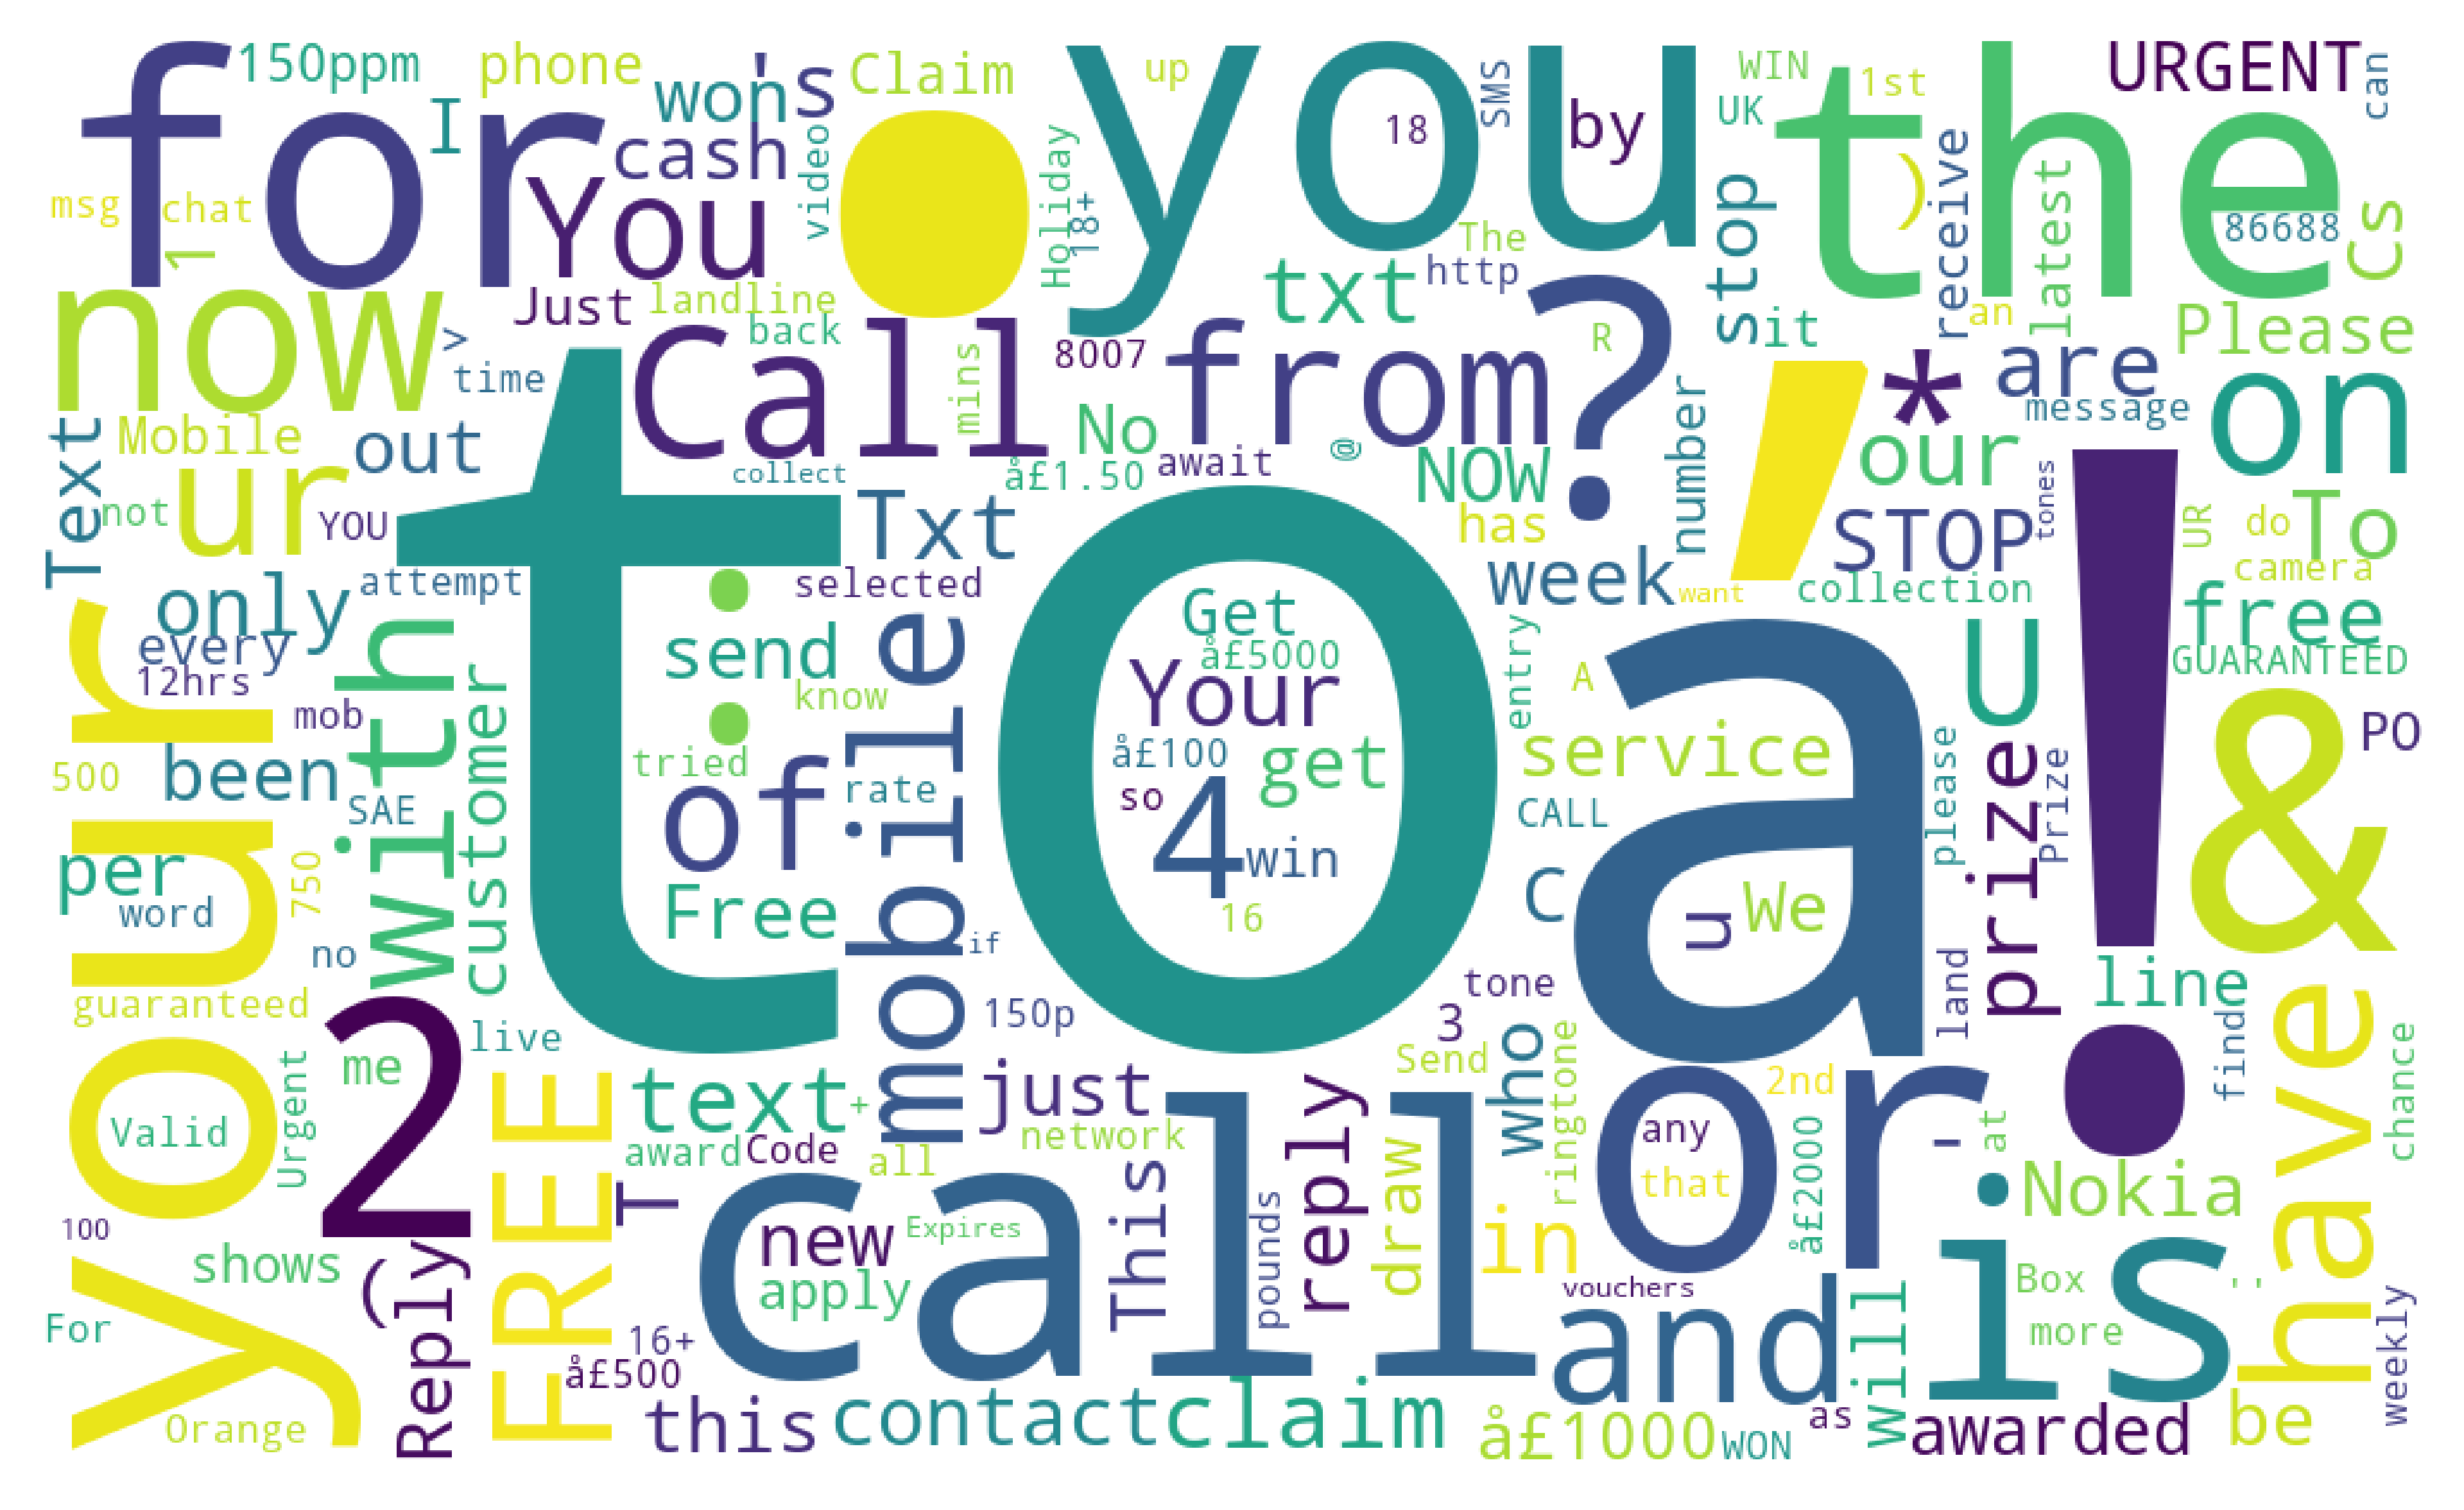 for
150ppm
phone
won
's
Claim
up
you
SMS
WIN
1st
the
URGENT
can
I
cash
video
Holiday
18
by
UK
)
receive
latest
86688
cs
msg
chat
1
You
.
18+
The
http
stop
it
an
Please
now
>
time
Just
landline
back
Call
mins
8007
from
txt
?
R
,
*
are
message
on
Text
Mobile
out
ur
not
YOU
collect
No
å£1.50
await
@
NOW
has
number
our
STOP
tones
UR
do
To
camera
only
every
12hrs
attempt
to
:
Txt
selected
send
know
tried
Get
å£5000
Your
å£100
get
so
4
win
16
week
want
collection
entry
A
a
service
CALL
C
u
We
U
free
GUARANTEED
!
&
PO
your
with
customer
mob
500
been
SAE
per
word
750
no
of
rate
mobile
Free
if
please
prize
Prize
land
line
guaranteed
2
live
150p
3
tone
who
ringtone
Send
find
have
chance
Valid
Urgent
me
FREE
text
+
just
network
award
Code
all
T
call
new
apply
Expires
This
pounds
reply
draw
in
or
any
that
2nd
å£2000
-
at
.
Nokia
is
100
shows
(
Reply
For
Orange
16+
å£500
this
contact
claim
vouchers
and
will
Box
more
..
be
weekly
å£1000
WON
as
awarded